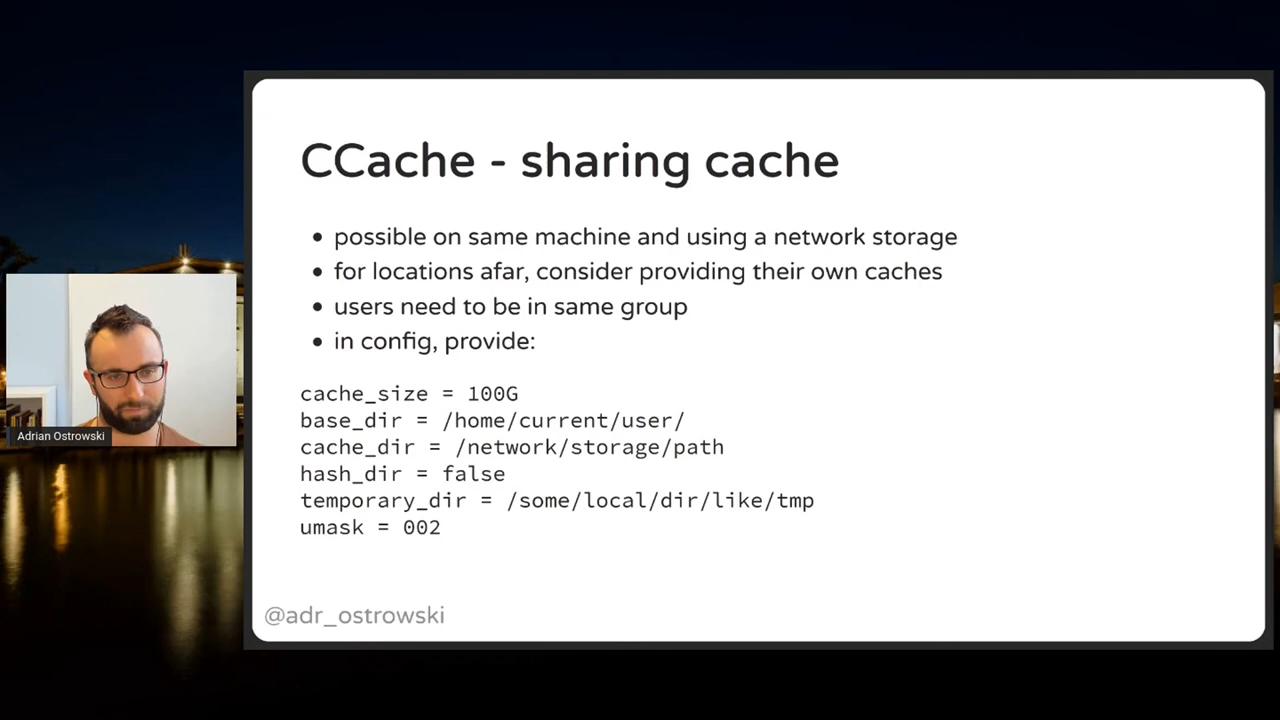 CCache - sharing cache
• possible on same machine and using a network storage
• for locations afar, consider providing their own caches
• users need to be in same group
• in config, provide:
cache_size = 100G
base_dir = /home/current/user/
cache_dir = /network/storage/path
hash_dir = false
temporary_dir = /some/local/dir/like/tmp
umask = 002
@adr_ostrowski
Adrian Ostrowski